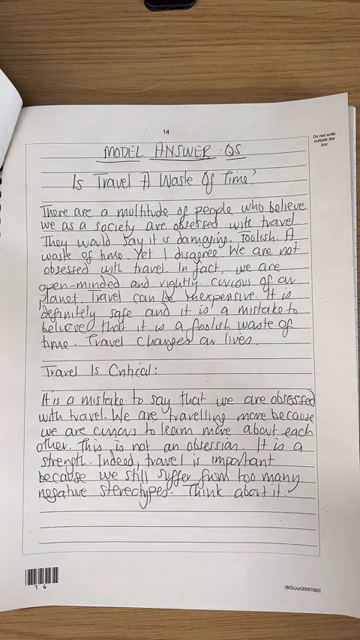 14
Do not write
outside the
box
MODEL ANSWER Q5
Is Travel A Waste Of Time?
There are a multitude of people who believe
we as a society are obsessed with travel.
They would say it is damaging. Foolish. A
waste of time. Yet I disagree. We are not
obsessed with travel. In fact, we are
open-minded and rightly curious of our
planet. Travel can be inexpensive. It is
definitely safe and it is a mistake to
believed that it is a foolish waste of
time. Travel changes our lives.
Travel Is Critical:
It is a mistake to say that we are obsessed
with travel. We are travelling more because
we are curious to learn more about each
other. This is not an obsession. It is a
strength. Indeed, travel is important
because we still suffer from too many
negative stereotypes. Think about it.
1 4
IB/G/Jun20/8700/2